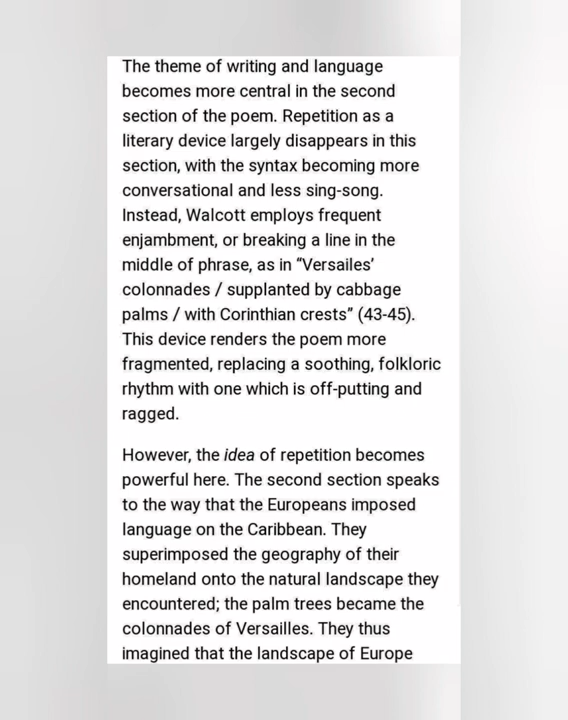 The theme of writing and language
becomes more central in the second
section of the poem. Repetition as a
literary device largely disappears in this
section, with the syntax becoming more
conversational and less sing-song.
Instead, Walcott employs frequent
enjambment, or breaking a line in the
middle of phrase, as in “Versailes’
colonnades / supplanted by cabbage
palms / with Corinthian crests” (43-45).
This device renders the poem more
fragmented, replacing a soothing, folkloric
rhythm with one which is off-putting and
ragged.
However, the idea of repetition becomes
powerful here. The second section speaks
to the way that the Europeans imposed
language on the Caribbean. They
superimposed the geography of their
homeland onto the natural landscape they
encountered; the palm trees became the
colonnades of Versailles. They thus
imagined that the landscape of Europe